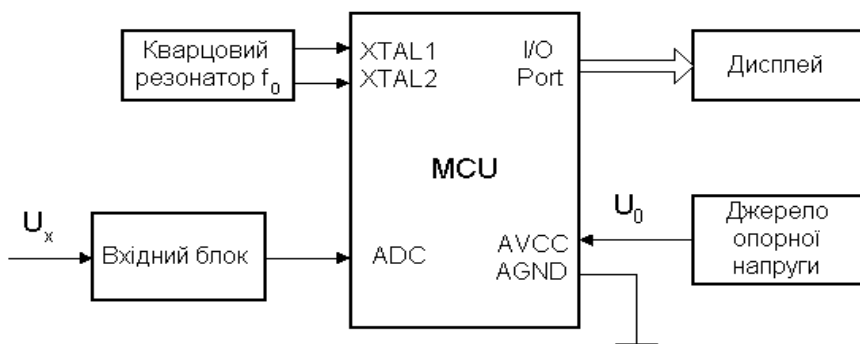 Кварцовий
резонатор f₀
XTAL1
XTAL2
I/O
Port
Дисплей
MCU
Uₓ
Вхідний блок
ADC
U₀
AVCC
AGND
Джерело
опорної
напруги